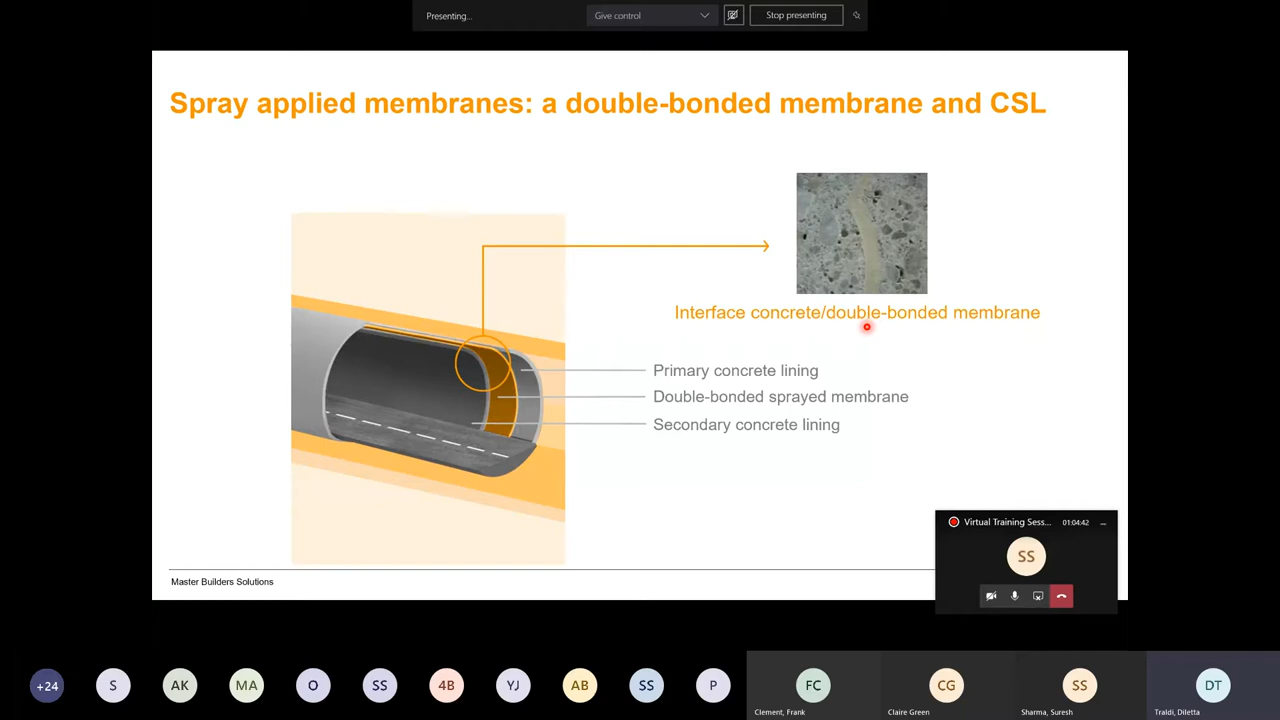 Presenting...
Give control
Stop presenting
Spray applied membranes: a double-bonded membrane and CSL
Interface concrete/double-bonded membrane
Primary concrete lining
Double-bonded sprayed membrane
Secondary concrete lining
Virtual Training Sess...
01:04:42
SS
Master Builders Solutions
+24
S
AK
MA
O
SS
4B
YJ
AB
SS
P
FC
CG
SS
DT
Clement, Frank
Claire Green
Sharma, Suresh
Traldi, Diletta